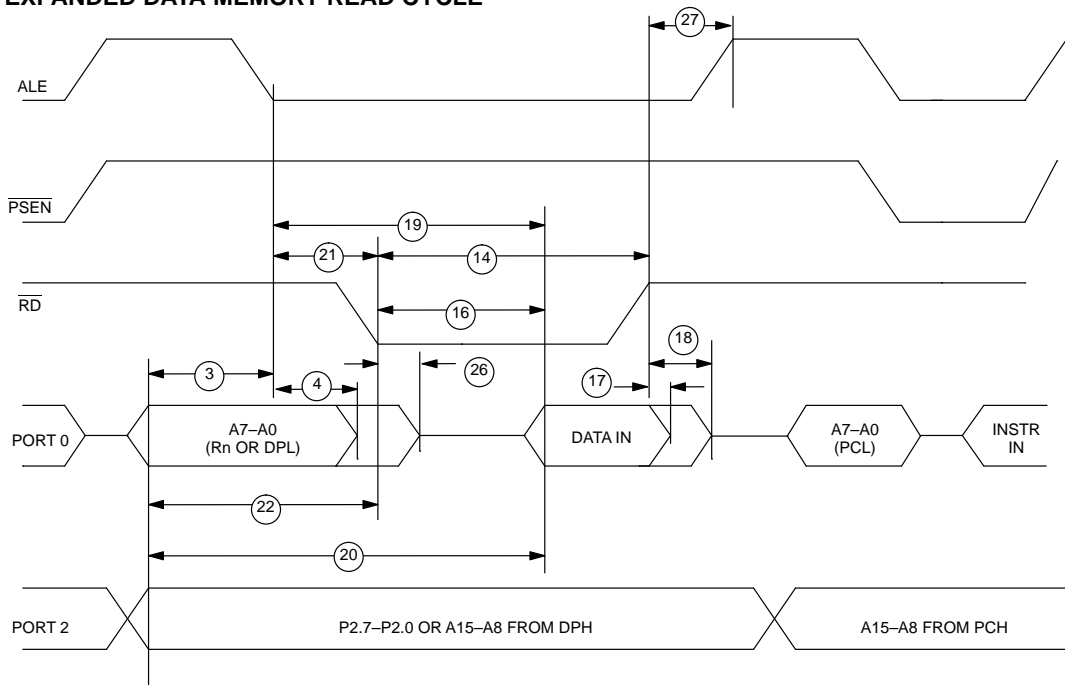 EXPANDED DATA MEMORY READ CYCLE
27
ALE
PSEN
19
21
14
RD
16
18
3
4
26
17
PORT 0
A7–A0
(Rn OR DPL)
DATA IN
A7–A0
(PCL)
INSTR
IN
22
20
PORT 2
P2.7–P2.0 OR A15–A8 FROM DPH
A15–A8 FROM PCH